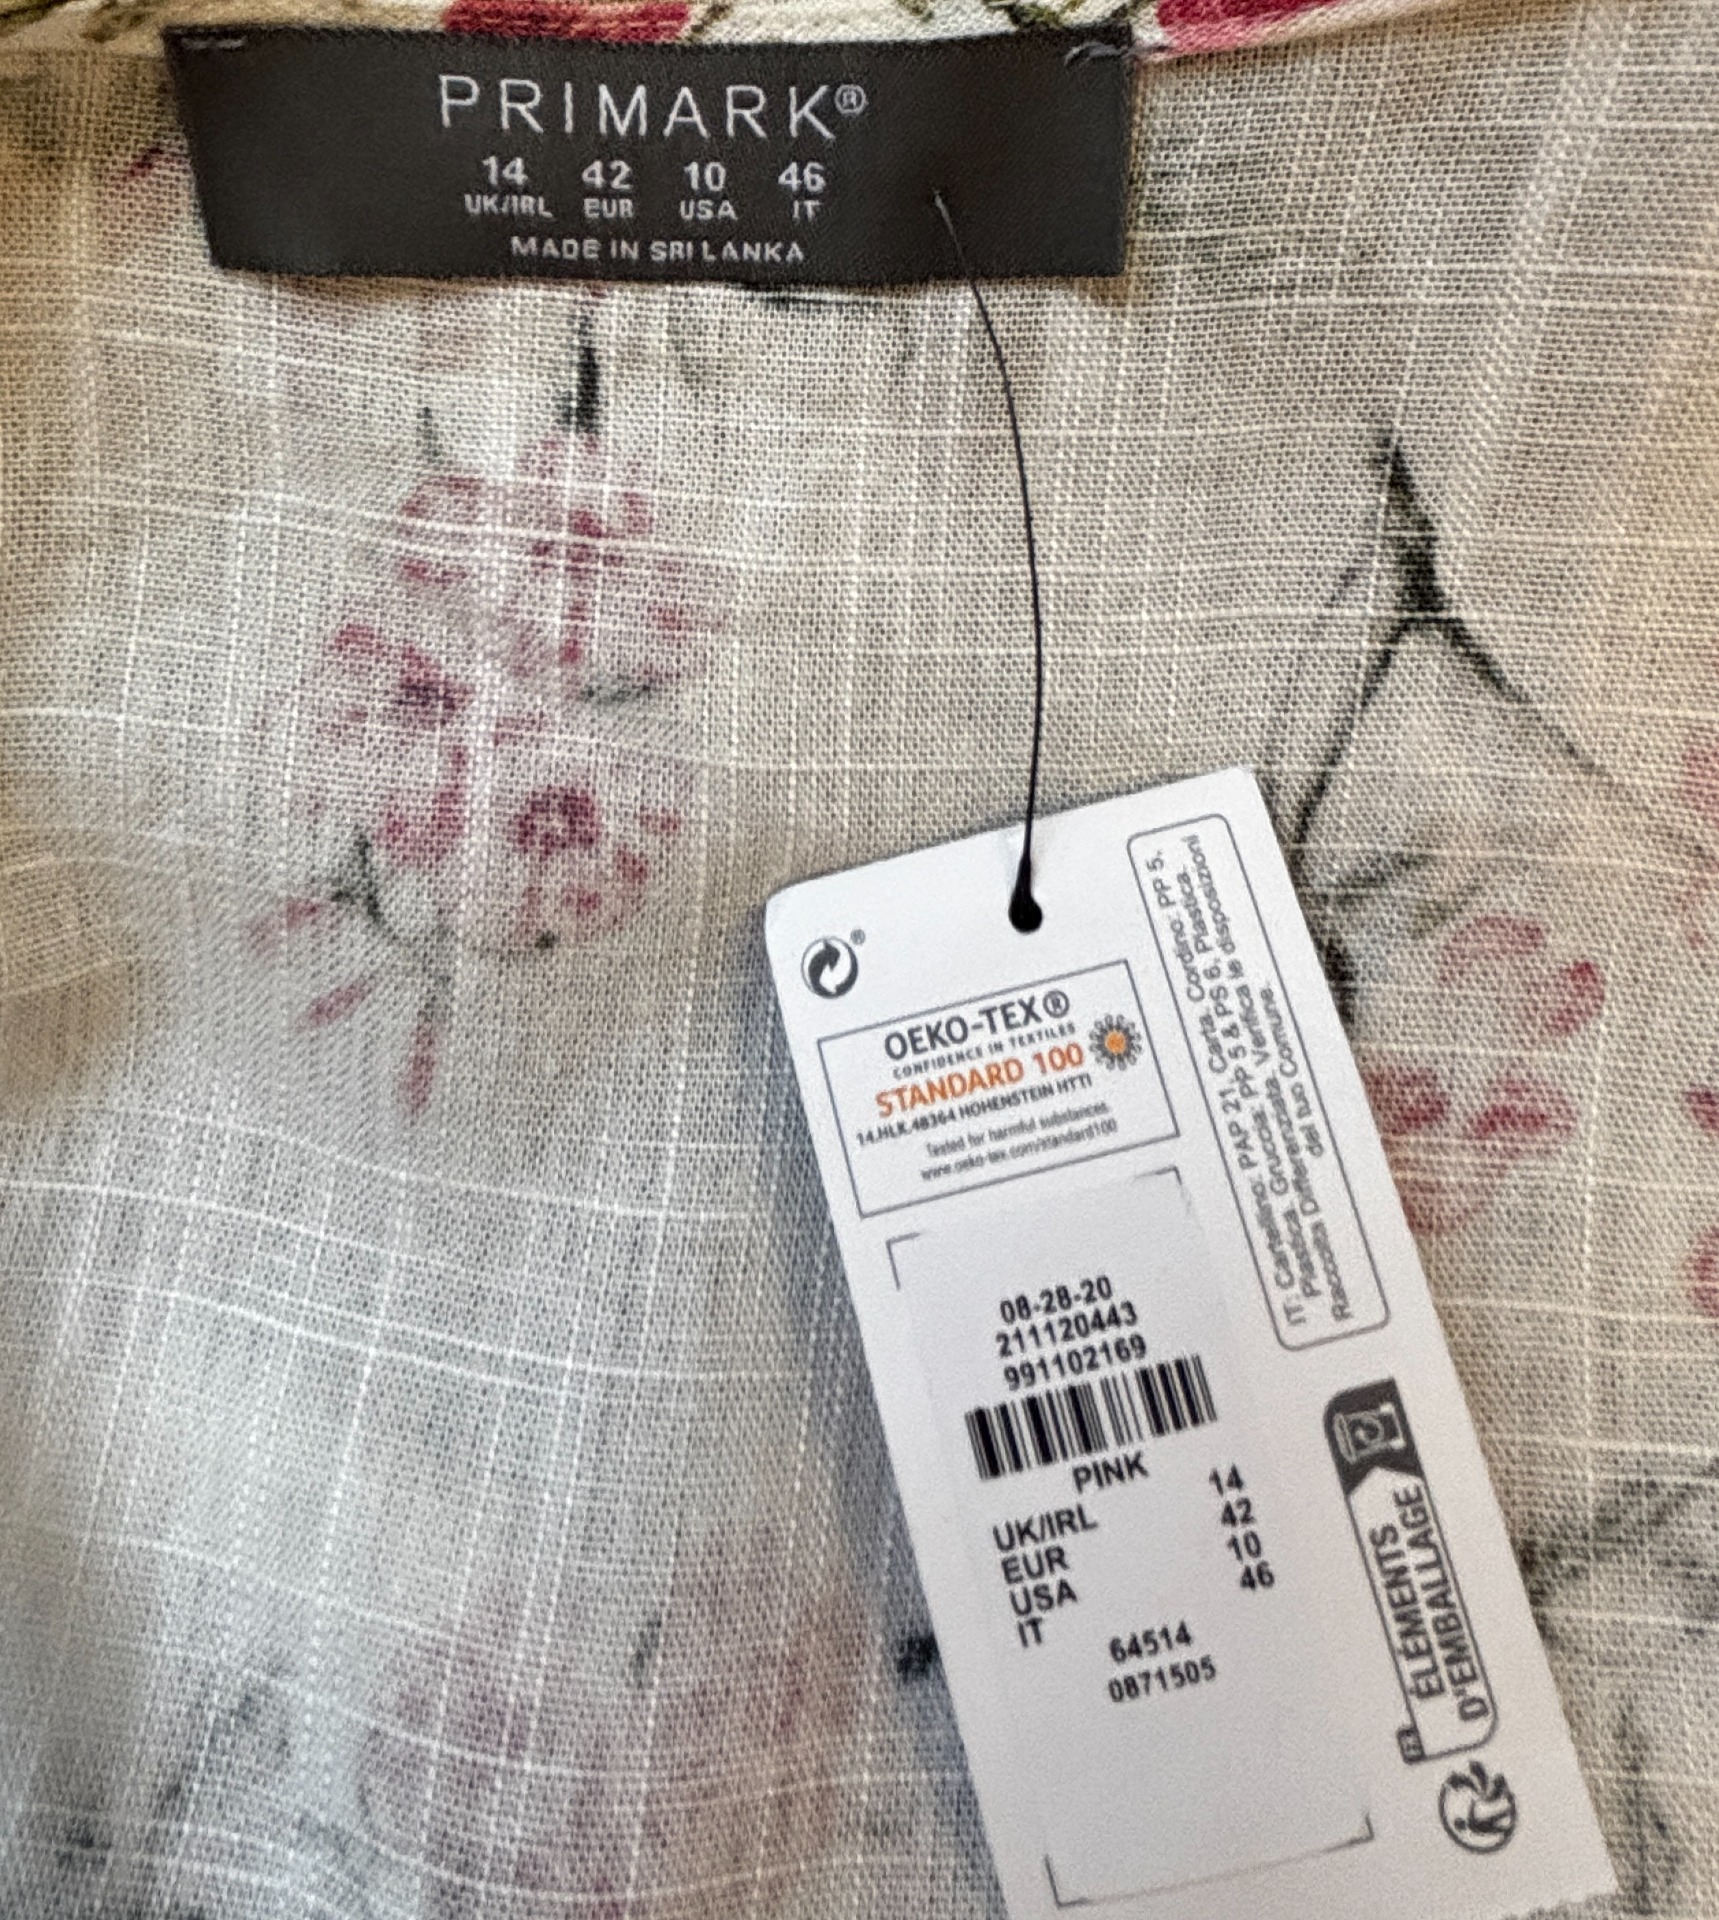 PRIMARK®
14 42 10 46
UK/IRL EUR USA IT
MADE IN SRI LANKA
®
OEKO-TEX®
CONFIDENCE IN TEXTILES
STANDARD 100
14.HLK.48364 HOHENSTEIN HTTI
Tested for harmful substances.
www.oeko-tex.com/standard100
IT: Cartellino: PAP 21, Carta. Cordino: PP 5,
Plastica. Gruccia: PP 5 & PS 6, Plastica.
Raccolta Differenziata. Verifica le disposizioni
del tuo Comune.
08-28-20
211120443
991102169
PINK
UK/IRL 14
EUR 42
USA 10
IT 46
64514
0871505
FR
ÉLÉMENTS
D'EMBALLAGE